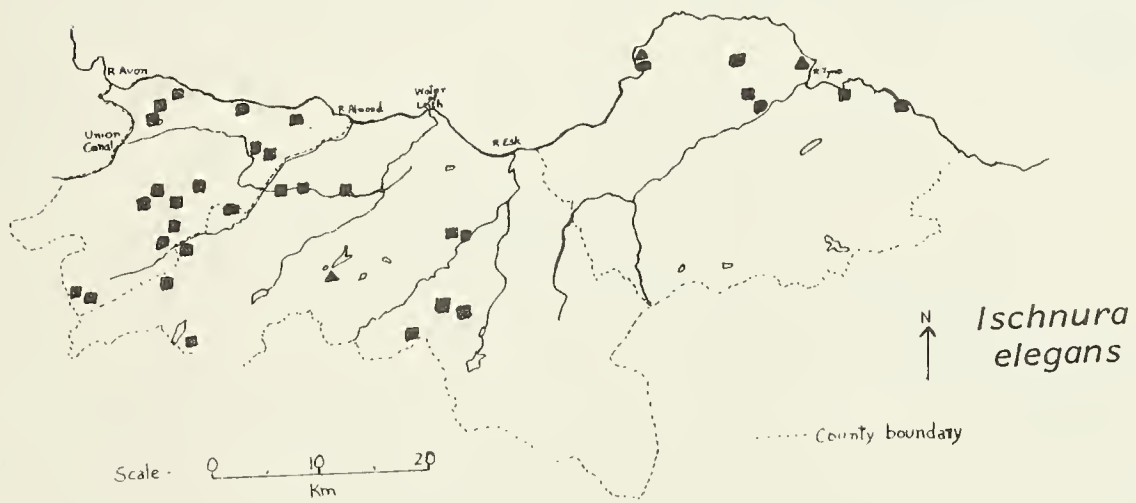 R Avon
Union
Canal
R Almond
Water
of
Leith
R Esk
R Tyne
N
Ischnura
elegans
County boundary
Scale 0 10 20
Km